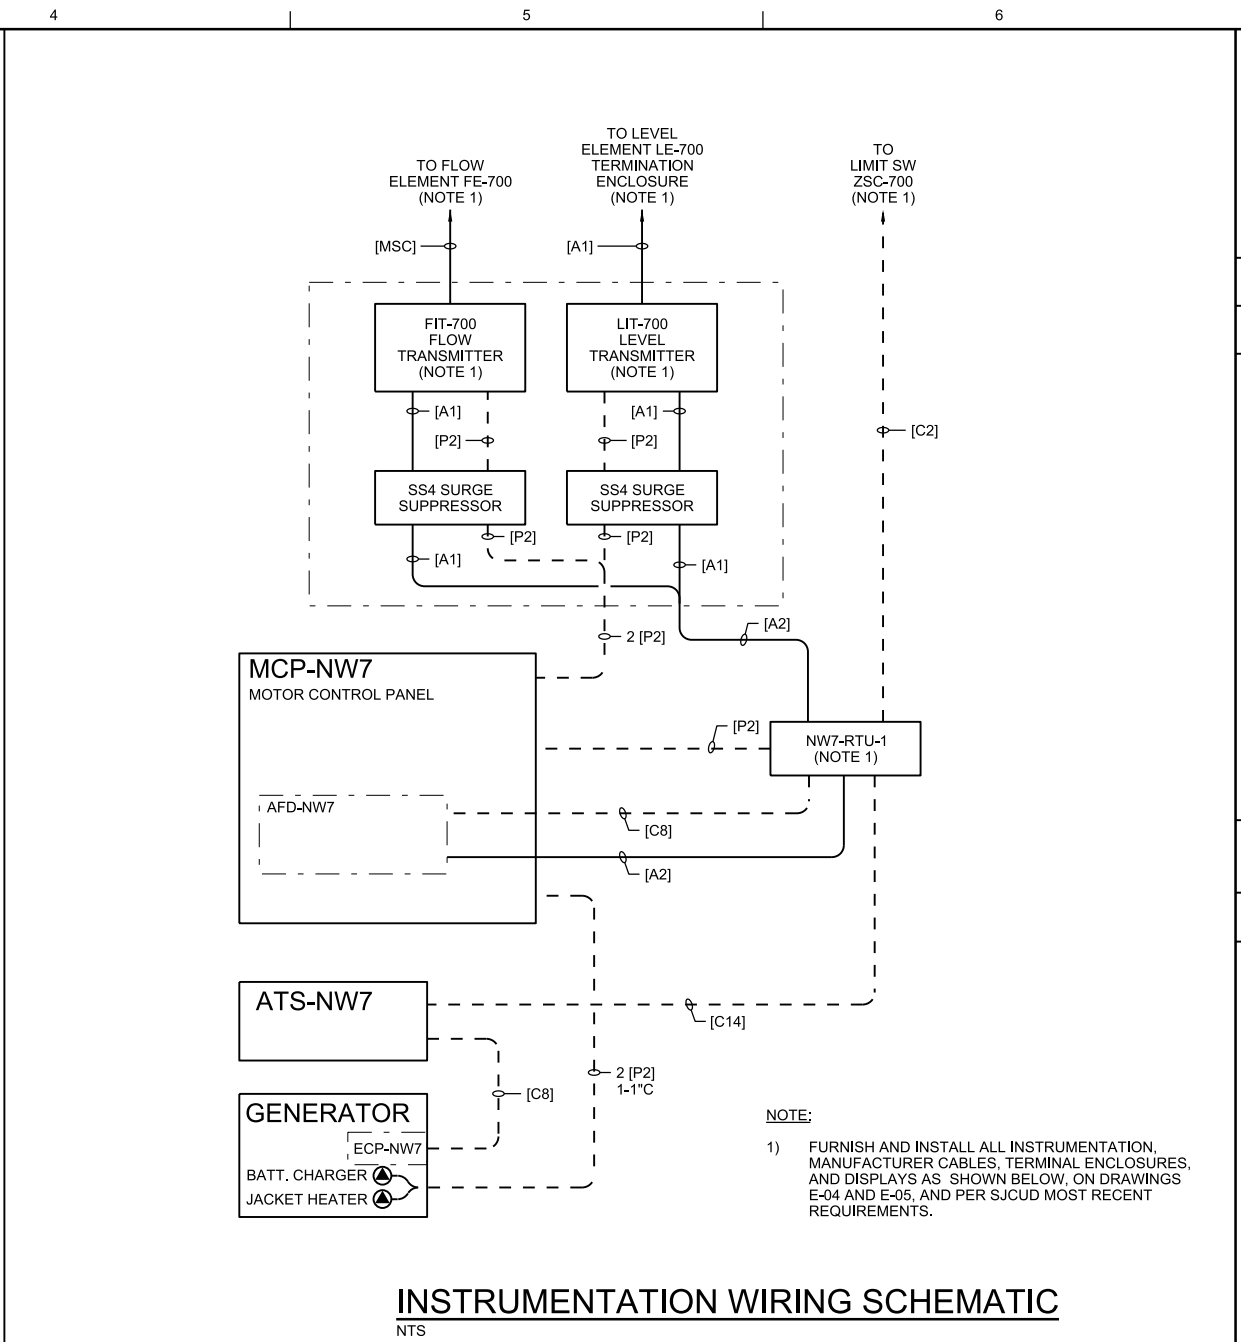 4
5
6
TO FLOW
ELEMENT FE-700
(NOTE 1)
TO LEVEL
ELEMENT LE-700
TERMINATION
ENCLOSURE
(NOTE 1)
TO
LIMIT SW
ZSC-700
(NOTE 1)
[MSC]
[A1]
FIT-700
FLOW
TRANSMITTER
(NOTE 1)
LIT-700
LEVEL
TRANSMITTER
(NOTE 1)
[A1]
[A1]
[C2]
[P2]
[P2]
SS4 SURGE
SUPPRESSOR
SS4 SURGE
SUPPRESSOR
[P2]
[P2]
[A1]
[A1]
[A2]
2 [P2]
MCP-NW7
MOTOR CONTROL PANEL
[P2]
NW7-RTU-1
(NOTE 1)
AFD-NW7
[C8]
[A2]
ATS-NW7
[C14]
2 [P2]
1-1"C
[C8]
GENERATOR
ECP-NW7
BATT. CHARGER
JACKET HEATER
NOTE:
1) FURNISH AND INSTALL ALL INSTRUMENTATION,
MANUFACTURER CABLES, TERMINAL ENCLOSURES,
AND DISPLAYS AS SHOWN BELOW, ON DRAWINGS
E-04 AND E-05, AND PER SJCUD MOST RECENT
REQUIREMENTS.
INSTRUMENTATION WIRING SCHEMATIC
NTS